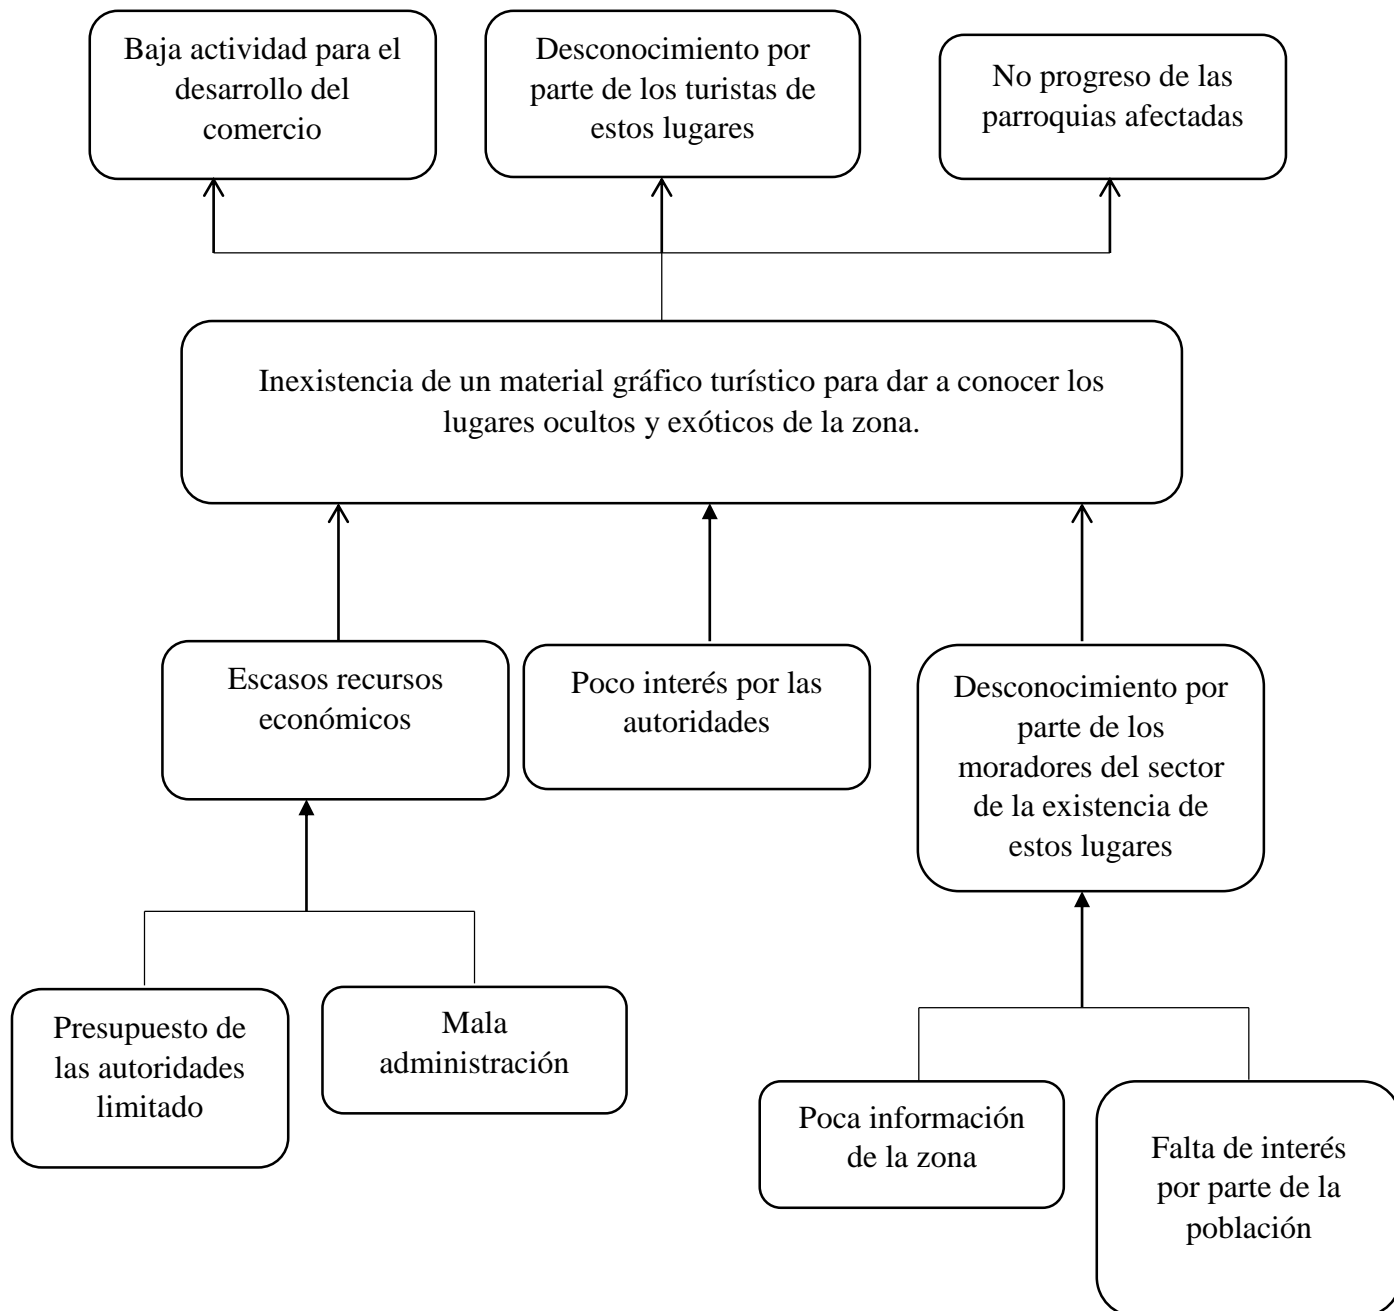 Baja actividad para el
desarrollo del
comercio
Desconocimiento por
parte de los turistas de
estos lugares
No progreso de las
parroquias afectadas
Inexistencia de un material gráfico turístico para dar a conocer los
lugares ocultos y exóticos de la zona.
Escasos recursos
económicos
Poco interés por las
autoridades
Desconocimiento por
parte de los
moradores del sector
de la existencia de
estos lugares
Presupuesto de
las autoridades
limitado
Mala
administración
Poca información
de la zona
Falta de interés
por parte de la
población